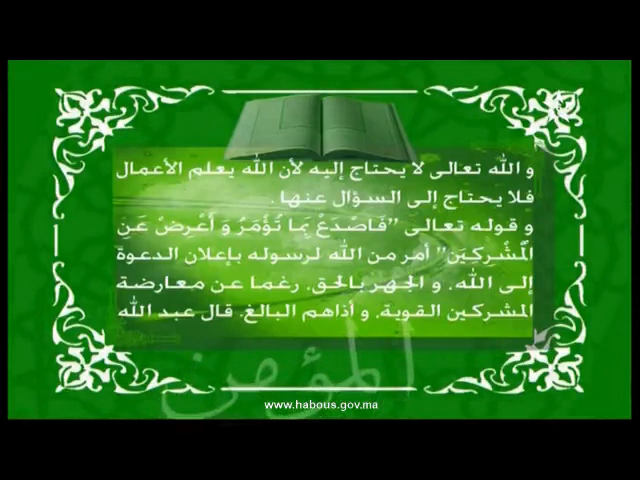 و الله تعالى لا يحتاج إليه لأن الله يعلم الأعمال
فلا يحتاج إلى السؤال عنها .
و قوله تعالى "فَاصْدَعْ بِمَا تُؤْمَرُ وَ أَعْرِضْ عَنِ
الْمُشْرِكِيَن" أمر من الله لرسوله بإعلان الدعوة
إلى الله. و الجهر بالحق. رغما عن معارضة
المشركين القوية. و أذاهم البالغ. قال عبد الله
المؤمن
www.habous.gov.ma